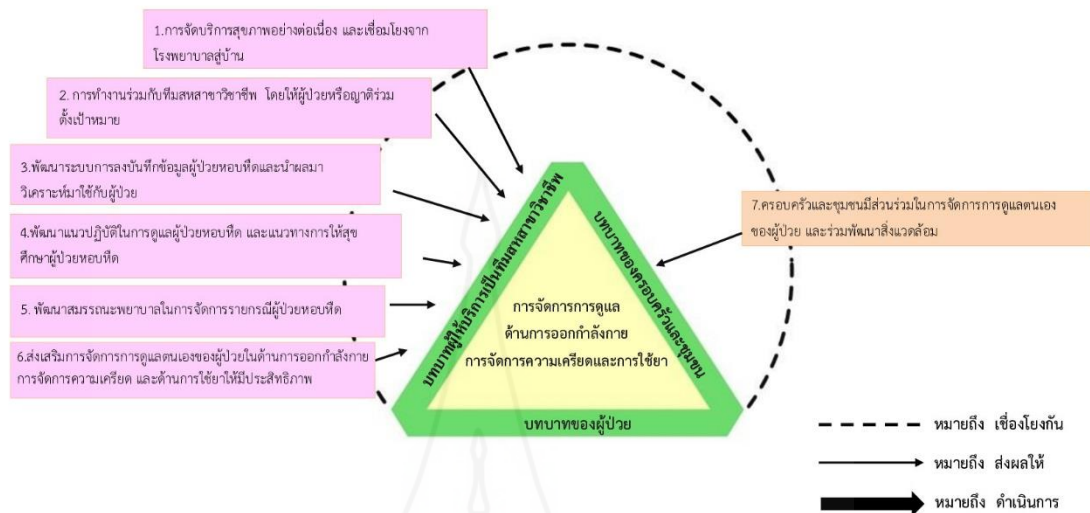 1.การจัดบริการสุขภาพอย่างต่อเนื่อง และเชื่อมโยงจาก
โรงพยาบาลสู่บ้าน
2. การทำงานร่วมกับทีมสหสาขาวิชาชีพ โดยให้ผู้ป่วยหรือญาติร่วม
ตั้งเป้าหมาย
3.พัฒนาระบบการลงบันทึกข้อมูลผู้ป่วยหอบหืดและนำผลมา
วิเคราะห์มาใช้กับผู้ป่วย
4.พัฒนาแนวปฏิบัติในการดูแลผู้ป่วยหอบหืด และแนวทางการให้สุข
ศึกษาผู้ป่วยหอบหืด
5. พัฒนาสมรรถนะพยาบาลในการจัดการรายกรณีผู้ป่วยหอบหืด
6.ส่งเสริมการจัดการการดูแลตนเองของผู้ป่วยในด้านการออกกำลังกาย
การจัดการความเครียด และด้านการใช้ยาให้มีประสิทธิภาพ
บทบาทผู้ให้บริการเป็นทีมสหสาขาวิชาชีพ
บทบาทของครอบครัวและชุมชน
การจัดการการดูแล
ด้านการออกกำลังกาย
การจัดการความเครียดและการใช้ยา
บทบาทของผู้ป่วย
7.ครอบครัวและชุมชนมีส่วนร่วมในการจัดการการดูแลตนเอง
ของผู้ป่วย และร่วมพัฒนาสิ่งแวดล้อม
หมายถึง เชื่องโยงกัน
หมายถึง ส่งผลให้
หมายถึง ดำเนินการ